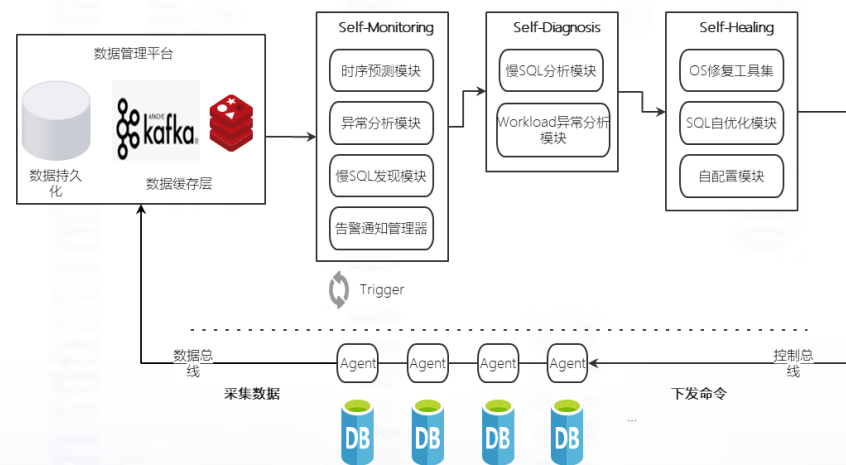 数据管理平台
APACHE
kafka
数据持久
化
数据缓存层
Self-Monitoring
时序预测模块
异常分析模块
慢SQL发现模块
告警通知管理器
Trigger
Self-Diagnosis
慢SQL分析模块
Workload异常分析
模块
Self-Healing
OS修复工具集
SQL自优化模块
自配置模块
数据总
线
采集数据
Agent
Agent
Agent
Agent
控制总
线
下发命令
DB
DB
DB
DB
...